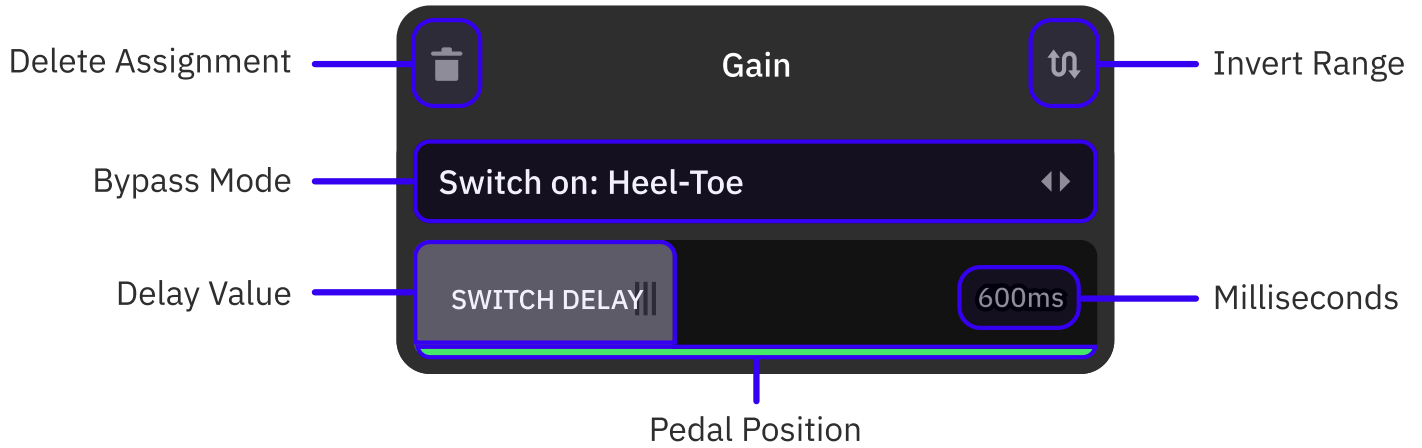 Delete Assignment
Gain
Invert Range
Bypass Mode
Switch on: Heel-Toe
Delay Value
SWITCH DELAY
600ms
Milliseconds
Pedal Position